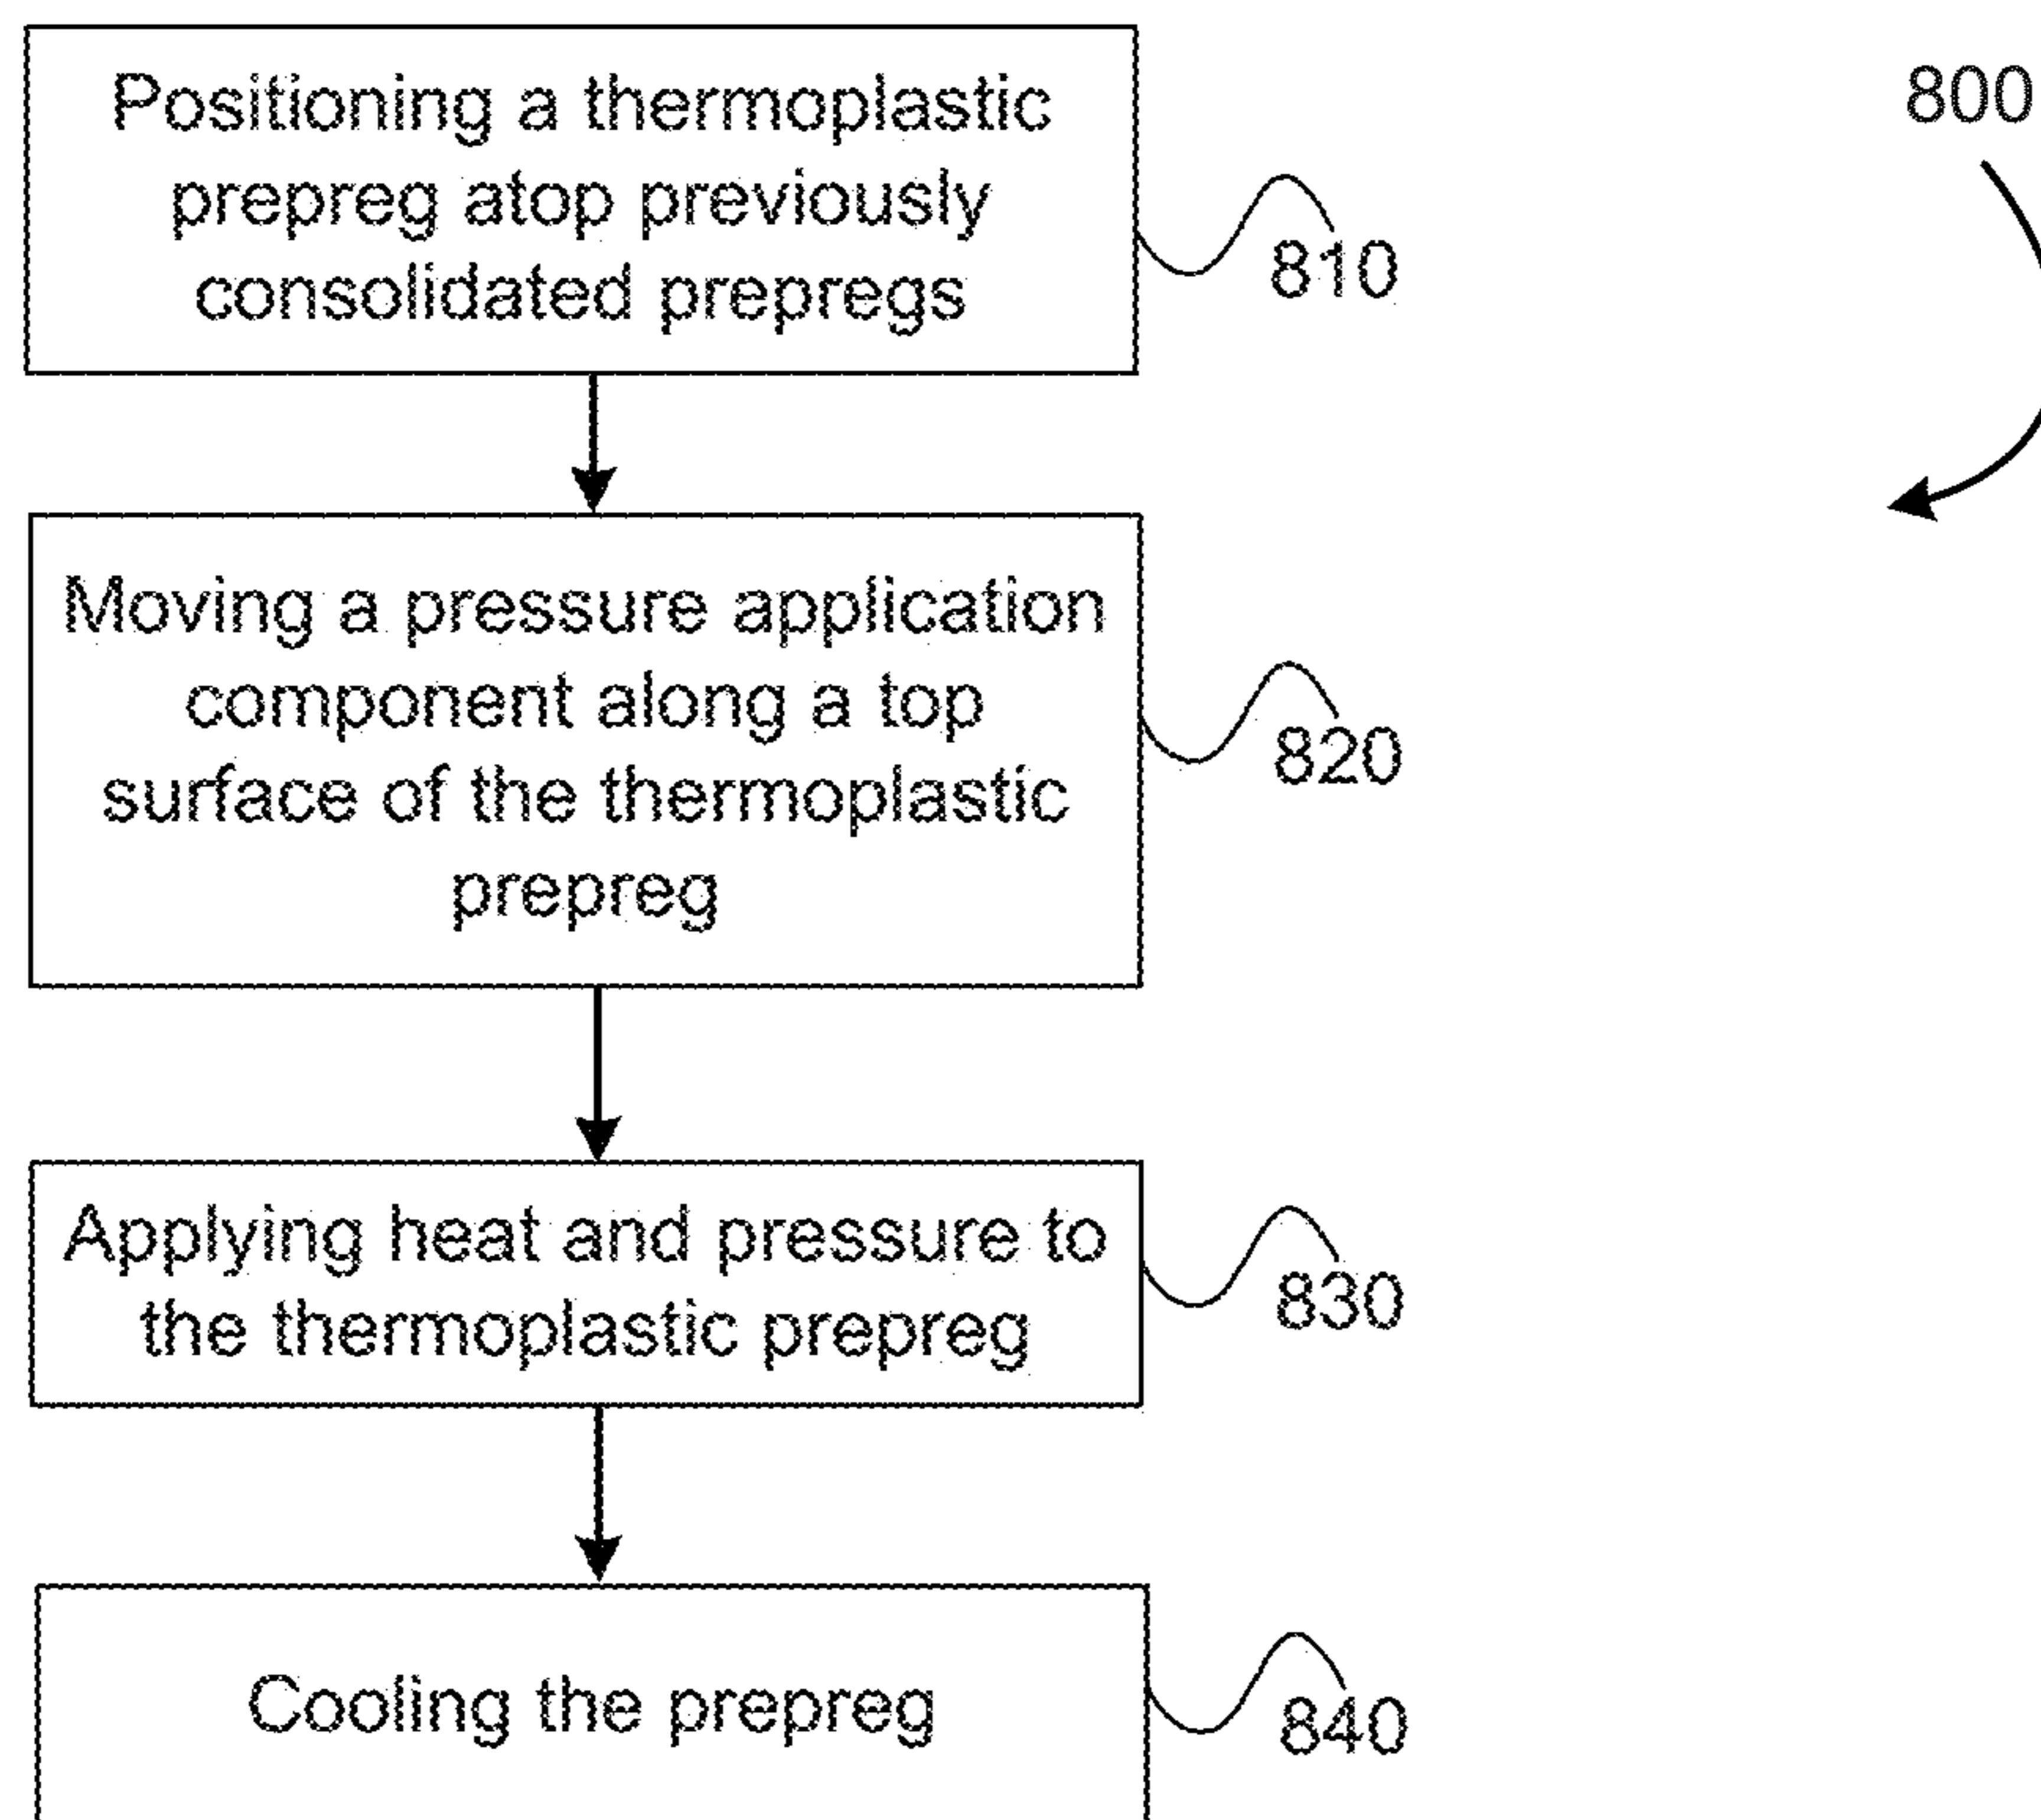 800
Positioning a thermoplastic
prepreg atop previously
consolidated prepregs
810
Moving a pressure application
component along a top
surface of the thermoplastic
prepreg
820
Applying heat and pressure to
the thermoplastic prepreg
830
Cooling the prepreg
840